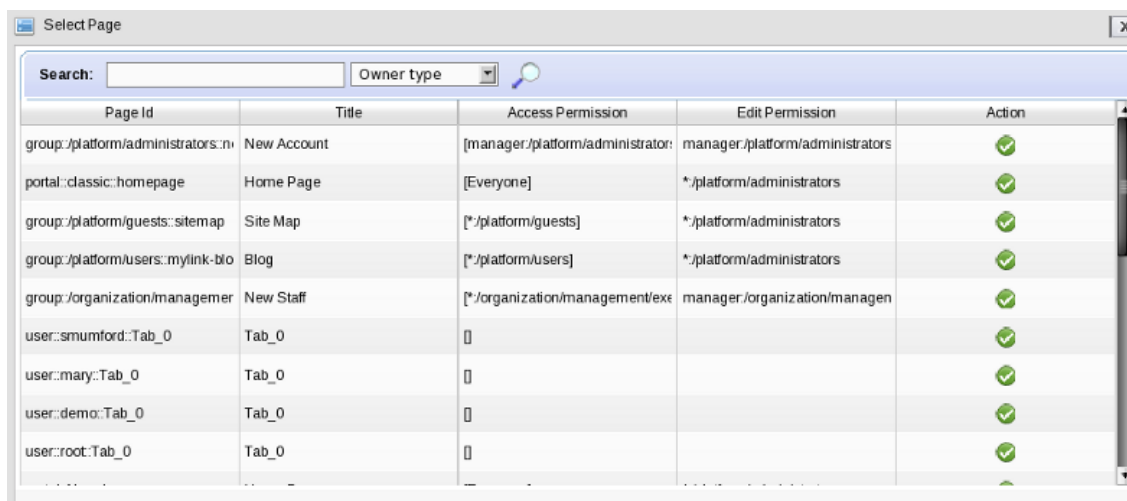 Select Page
X
Search: Owner type
Page Id Title Access Permission Edit Permission Action
group::/platform/administrators::n New Account [manager:/platform/administrator manager:/platform/administrators
portal::classic::homepage Home Page [Everyone] *:/platform/administrators
group::/platform/guests::sitemap Site Map [*:/platform/guests] *:/platform/administrators
group::/platform/users::mylink-blo Blog [*:/platform/users] *:/platform/administrators
group::/organization/managemer New Staff [*:/organization/management/exe manager:/organization/managen
user::smumford::Tab_0 Tab_0 []
user::mary::Tab_0 Tab_0 []
user::demo::Tab_0 Tab_0 []
user::root::Tab_0 Tab_0 []